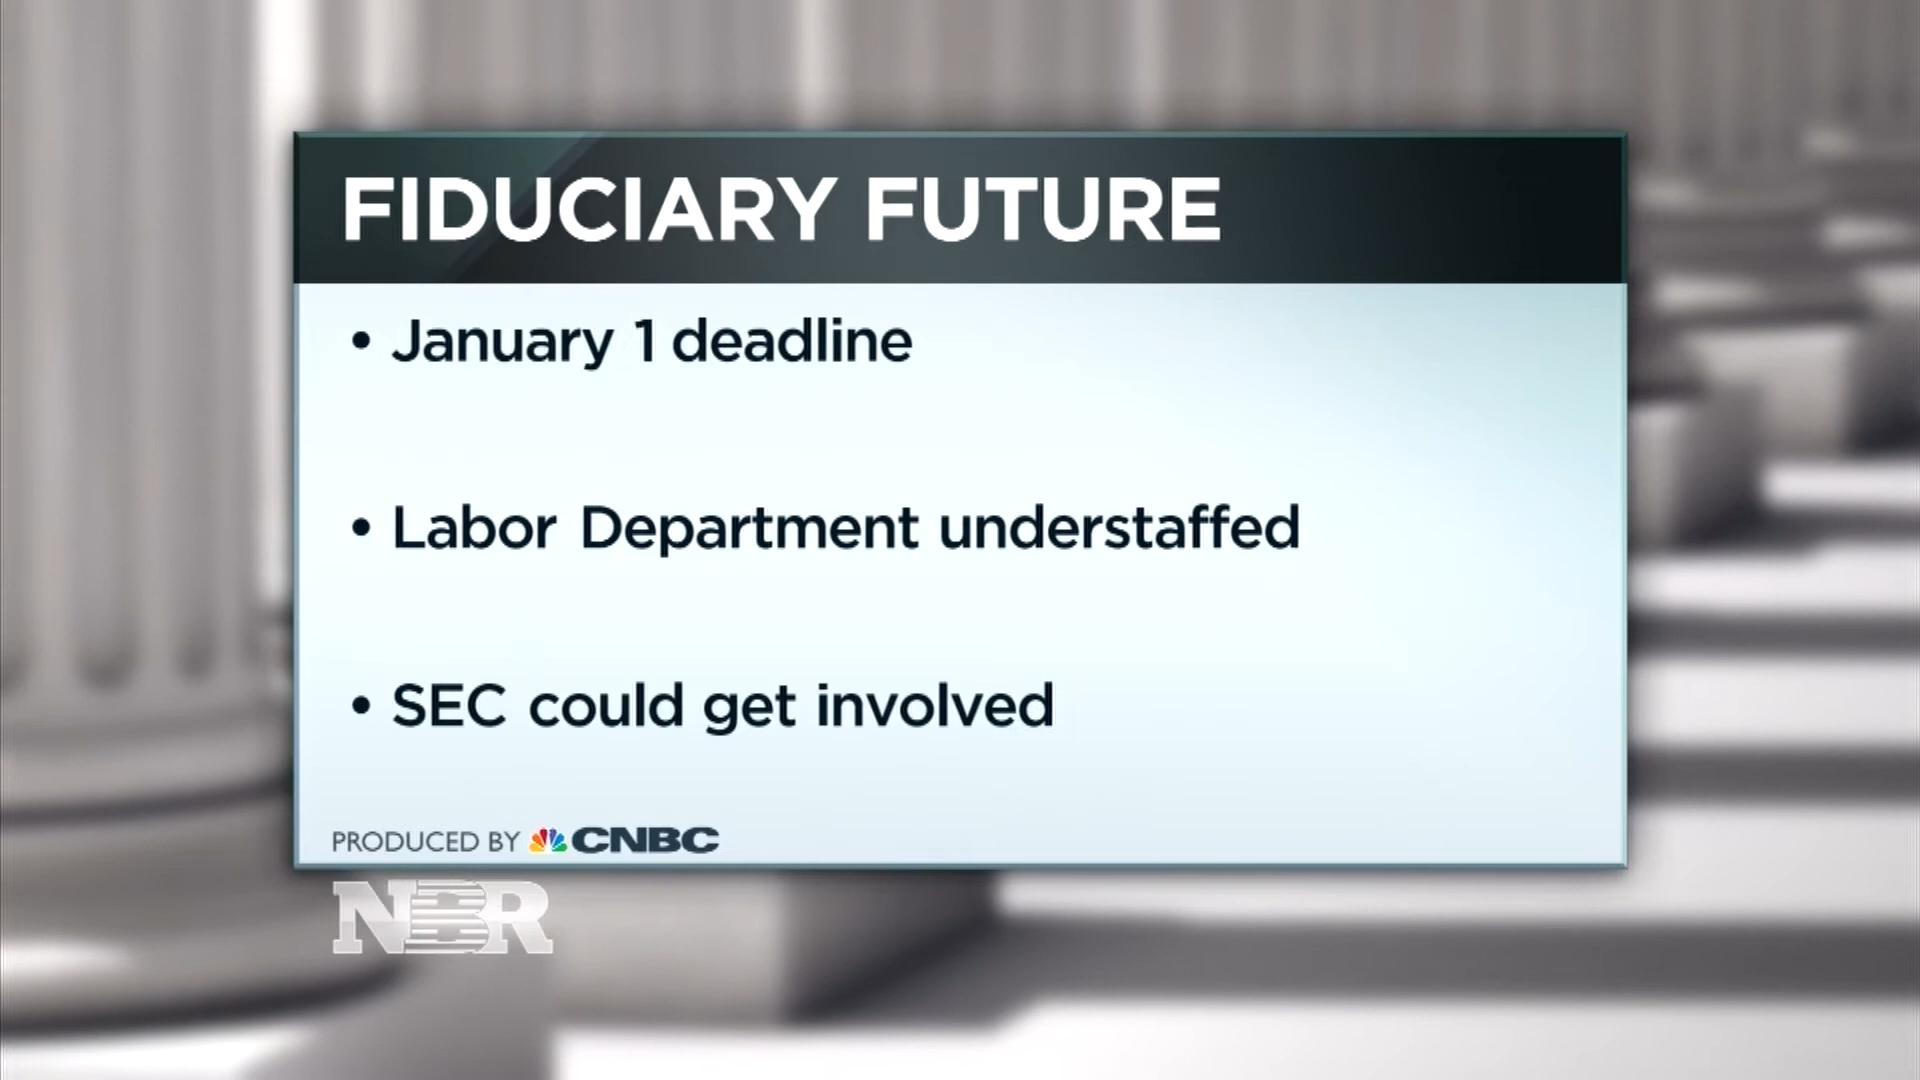 FIDUCIARY FUTURE
• January 1 deadline
• Labor Department understaffed
• SEC could get involved
PRODUCED BY CNBC
NBR